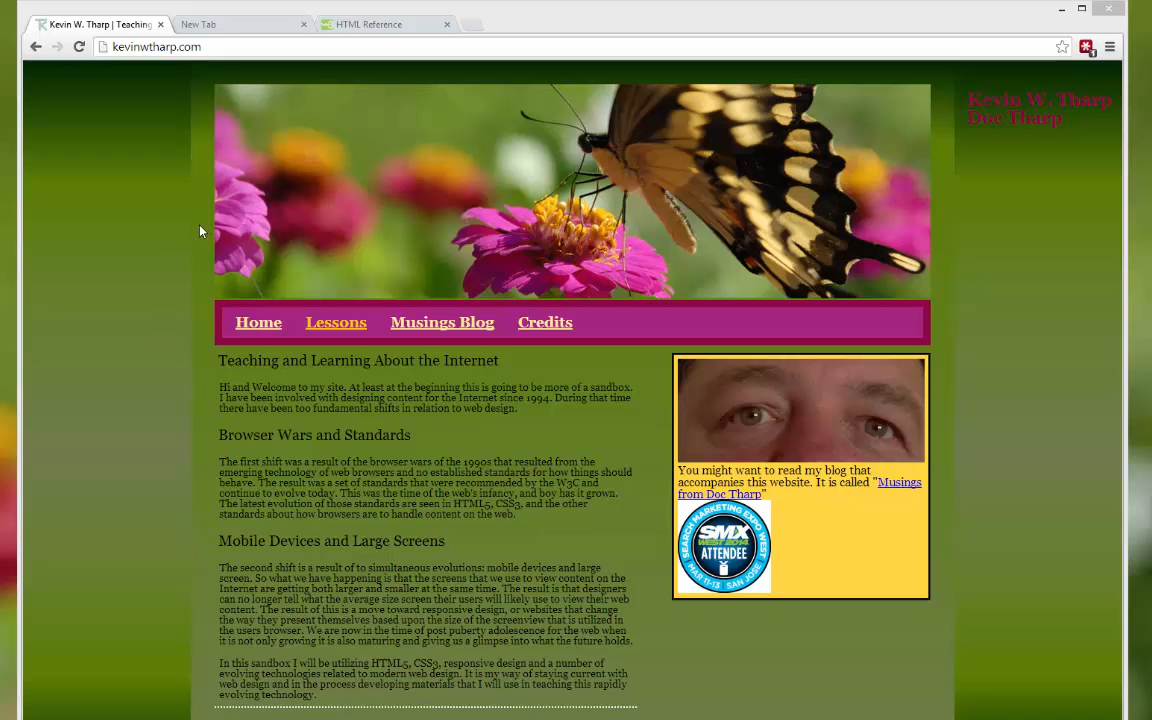 Kevin W. Tharp | Teaching
New Tab
HTML Reference
kevinwtharp.com
Kevin W. Tharp
Doc Tharp
Home Lessons Musings Blog Credits
Teaching and Learning About the Internet
Hi and Welcome to my site. At least at the beginning this is going to be more of a sandbox.
I have been involved with designing content for the Internet since 1994. During that time
there have been too fundamental shifts in relation to web design.
Browser Wars and Standards
The first shift was a result of the browser wars of the 1990s that resulted from the
emerging technology of web browsers and no established standards for how things should
behave. The result was a set of standards that were recommended by the W3C and
continue to evolve today. This was the time of the web's infancy, and boy has it grown.
The latest evolution of those standards are seen in HTML5, CSS3, and the other
standards about how browsers are to handle content on the web.
Mobile Devices and Large Screens
The second shift is a result of to simultaneous evolutions: mobile devices and large
screen. So what we have happening is that the screens that we use to view content on the
Internet are getting both larger and smaller at the same time. The result is that designers
can no longer tell what the average size screen their users will likely use to view their web
content. The result of this is a move toward responsive design, or websites that change
the way they present themselves based upon the size of the screenview that is utilized in
the users browser. We are now in the time of post puberty adolescence for the web when
it is not only growing it is also maturing and giving us a glimpse into what the future holds.
In this sandbox I will be utilizing HTML5, CSS3, responsive design and a number of
evolving technologies related to modern web design. It is my way of staying current with
web design and in the process developing materials that I will use in teaching this rapidly
evolving technology.
You might want to read my blog that
accompanies this website. It is called "Musings
from Doc Tharp"
SEARCH MARKETING EXPO WEST
SMX
WEST 2014
ATTENDEE
MAR 11-13 | SAN JOSE